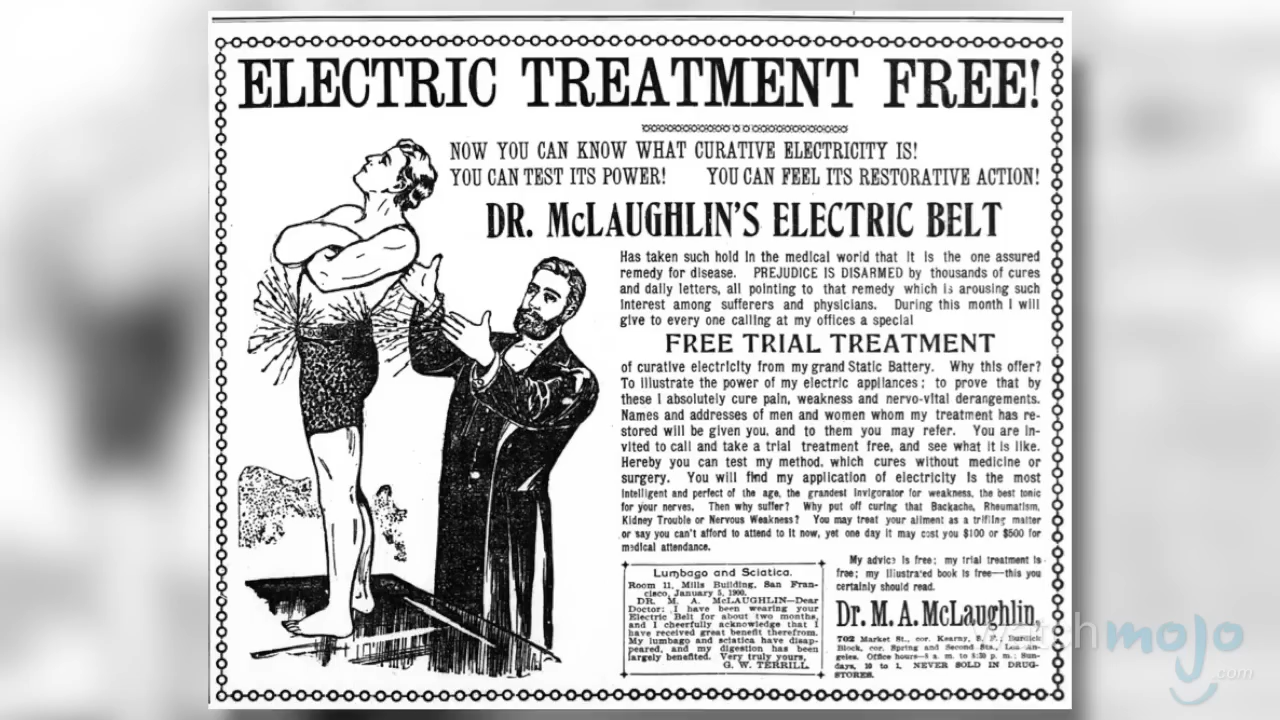 ELECTRIC TREATMENT FREE!
NOW YOU CAN KNOW WHAT CURATIVE ELECTRICITY IS!
YOU CAN TEST ITS POWER! YOU CAN FEEL ITS RESTORATIVE ACTION!
DR. McLAUGHLIN'S ELECTRIC BELT
Has taken such hold in the medical world that it is the one assured
remedy for disease. PREJUDICE IS DISARMED by thousands of cures
and daily letters, all pointing to that remedy which is arousing such
interest among sufferers and physicians. During this month I will
give to every one calling at my offices a special
FREE TRIAL TREATMENT
of curative electricity from my grand Static Battery. Why this offer?
To illustrate the power of my electric appliances; to prove that by
these I absolutely cure pain, weakness and nervo-vital derangements.
Names and addresses of men and women whom my treatment has re-
stored will be given you, and to them you may refer. You are in-
vited to call and take a trial treatment free, and see what it is like.
Hereby you can test my method, which cures without medicine or
surgery. You will find my application of electricity is the most
intelligent and perfect of the age, the grandest invigorator for weakness, the best tonic
for your nerves. Then why suffer? Why put off curing that Backache, Rheumatism,
Kidney Trouble or Nervous Weakness? You may treat your ailment as a trifling matter
or say you can't afford to attend to it now, yet one day it may cost you $100 or $500 for
medical attendance.
Lumbago and Sciatica.
Room 11, Mills Building, San Fran-
cisco, January 5, 1900.
DR. M. A. McLAUGHLIN—Dear
Doctor: I have been wearing your
Electric Belt for about two months,
and I cheerfully acknowledge that I
have received great benefit therefrom.
My lumbago and sciatica have disap-
peared, and my digestion has been
largely benefited. Very truly yours,
G. W. TERRILL.
My advice is free; my trial treatment is
free; my illustrated book is free—this you
certainly should read.
Dr. M. A. McLaughlin,
702 Market St., cor. Kearny, S. F.; Burdick
Block, cor. Spring and Second Sts., Los An-
geles. Office hours—8 a. m. to 8:30 p. m.; Sun-
days, 10 to 1. NEVER SOLD IN DRUG-
STORES.
watchmojo
.com